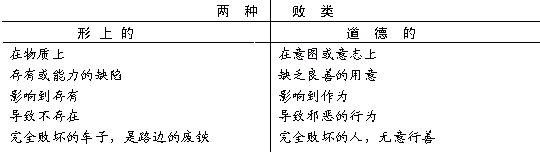 两种败类
形上的 道德的
在物质上 在意图或意志上
存有或能力的缺陷 缺乏良善的用意
影响到存有 影响到作为
导致不存在 导致邪恶的行为
完全败坏的车子，是路边的废铁 完全败坏的人，无意行善